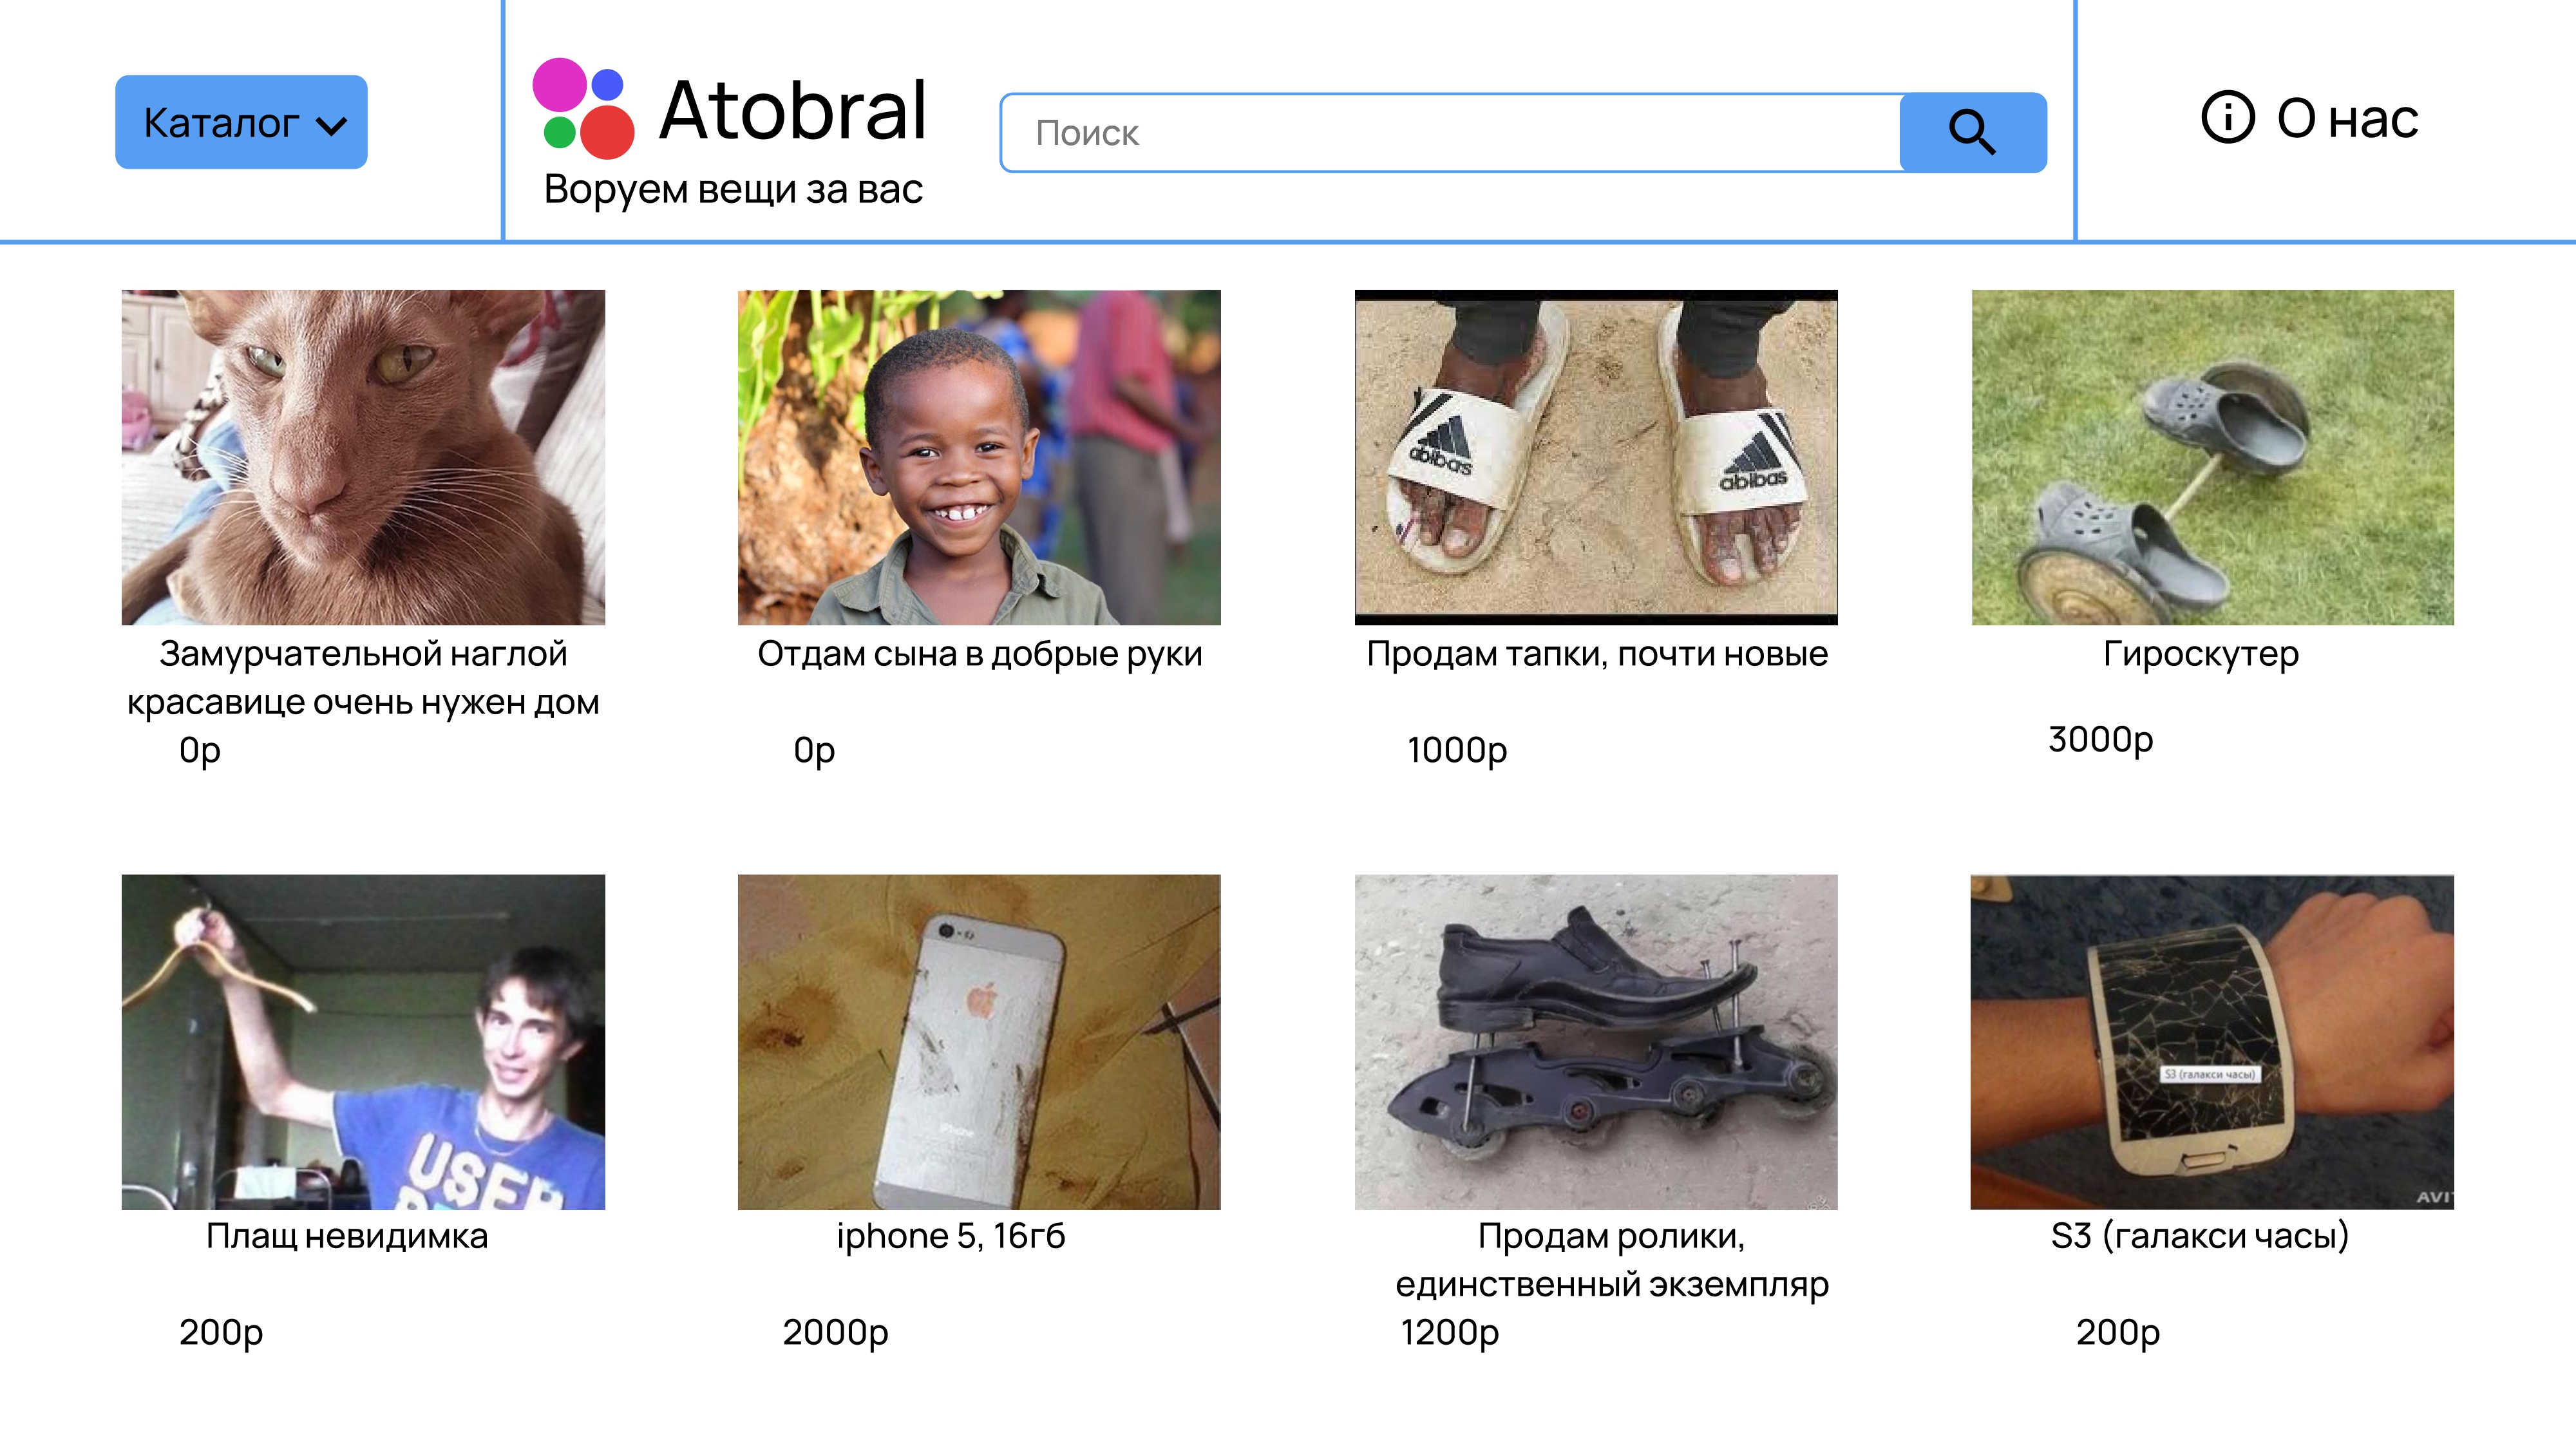 Каталог
Atobral
Воруем вещи за вас
Поиск
О нас
abibas
abibas
Замурчательной наглой
красавице очень нужен дом
0р
Отдам сына в добрые руки
0р
Продам тапки, почти новые
1000р
Гироскутер
3000р
USER
iPhone
S3 (галакси часы)
AVI
Плащ невидимка
200р
iphone 5, 16гб
2000р
Продам ролики,
единственный экземпляр
1200р
S3 (галакси часы)
200р